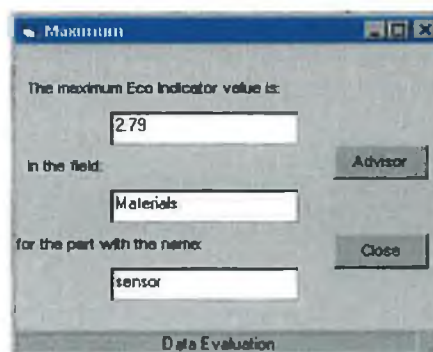 Maximum
The maximum Eco Indicator value is:
2.79
in the field:
Advisor
Materials
for the part with the name:
Close
sensor
Data Evaluation